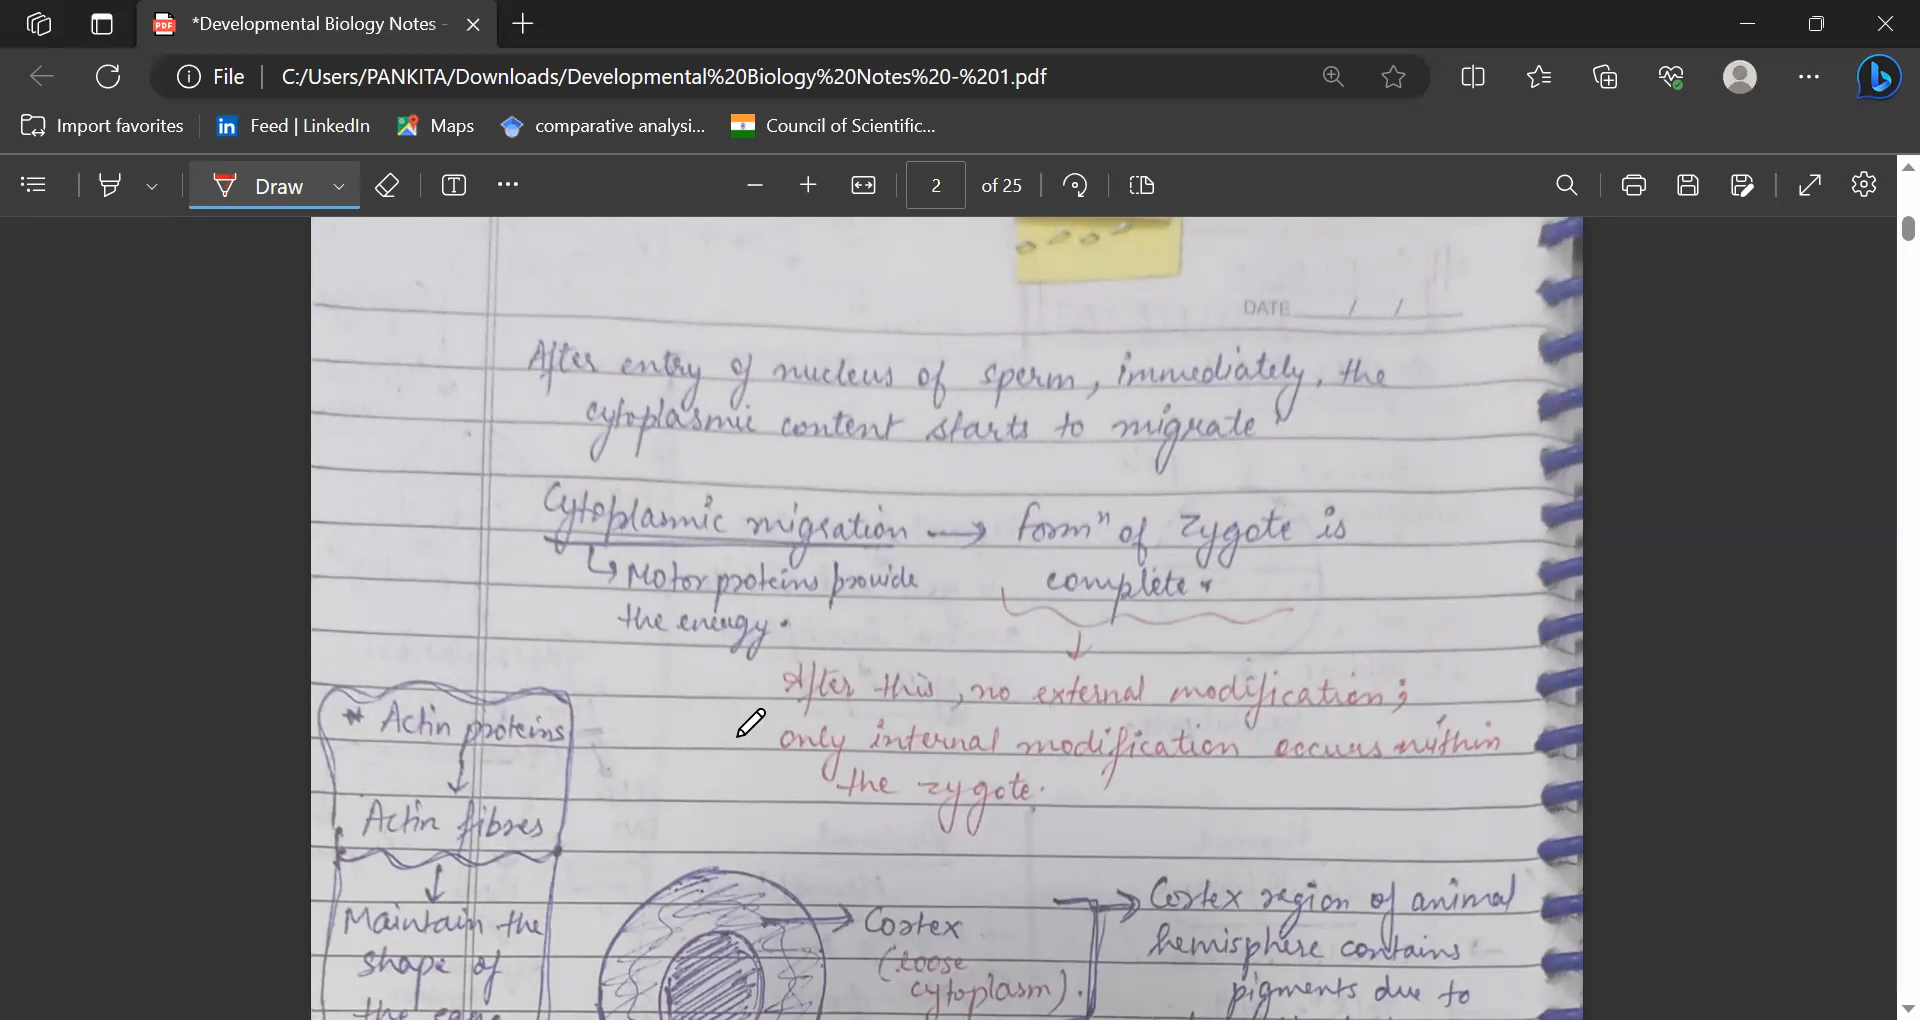 *Developmental Biology Notes -
File
C:/Users/PANKITA/Downloads/Developmental%20Biology%20Notes%20-%201.pdf
Import favorites
Feed | LinkedIn
Maps
comparative analysi...
Council of Scientific...
Draw
2
of 25
DATE / /
After entry of nucleus of sperm, immediately, the
cytoplasmic content starts to migrate
Cytoplasmic migration → formⁿ of zygote is
↳ Motor proteins provide complete.
the energy.
↓
After this, no external modification;
* Actin proteins
only internal modification occurs within
↓
the zygote.
Actin fibres
↓
→ Cortex region of animal
Maintain the
→ Cortex
hemisphere contains
shape of
(loose
pigments due to
cytoplasm).